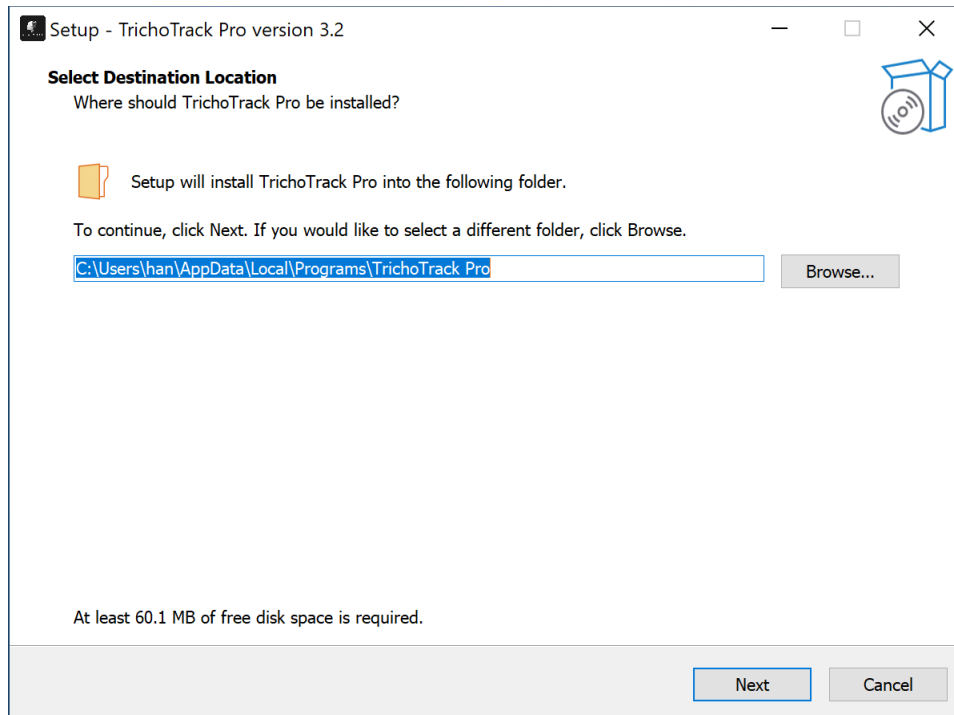 Setup - TrichoTrack Pro version 3.2
Select Destination Location
Where should TrichoTrack Pro be installed?
Setup will install TrichoTrack Pro into the following folder.
To continue, click Next. If you would like to select a different folder, click Browse.
C:\Users\han\AppData\Local\Programs\TrichoTrack Pro
Browse...
At least 60.1 MB of free disk space is required.
Next
Cancel